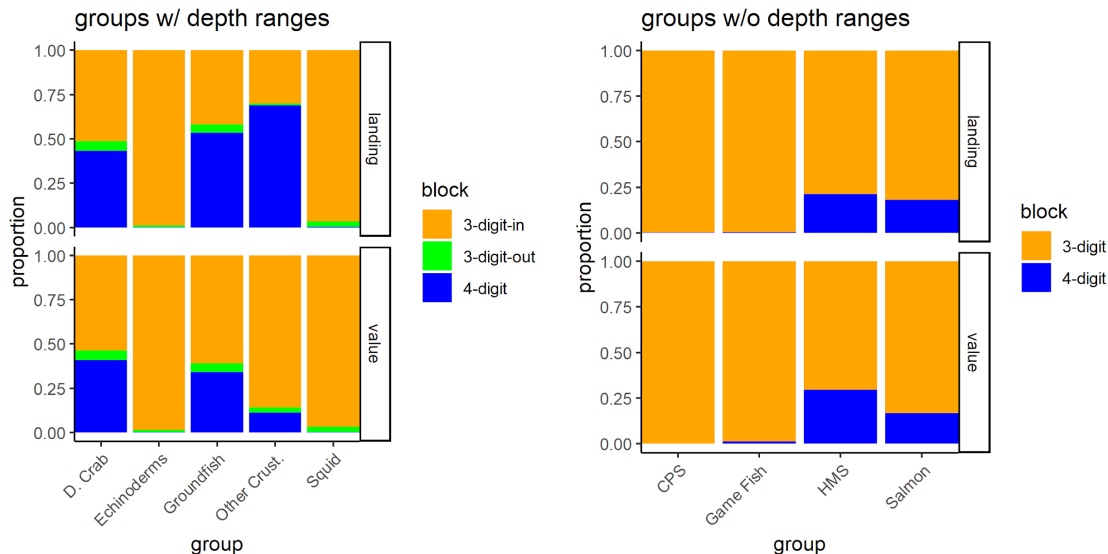 groups w/ depth ranges
1.00
0.75
0.50
0.25
0.00
landing
1.00
0.75
0.50
0.25
0.00
value
proportion
D. Crab
Echinoderms
Groundfish
Other Crust.
Squid
group
block
3-digit-in
3-digit-out
4-digit
groups w/o depth ranges
1.00
0.75
0.50
0.25
0.00
landing
1.00
0.75
0.50
0.25
0.00
value
proportion
CPS
Game Fish
HMS
Salmon
group
block
3-digit
4-digit